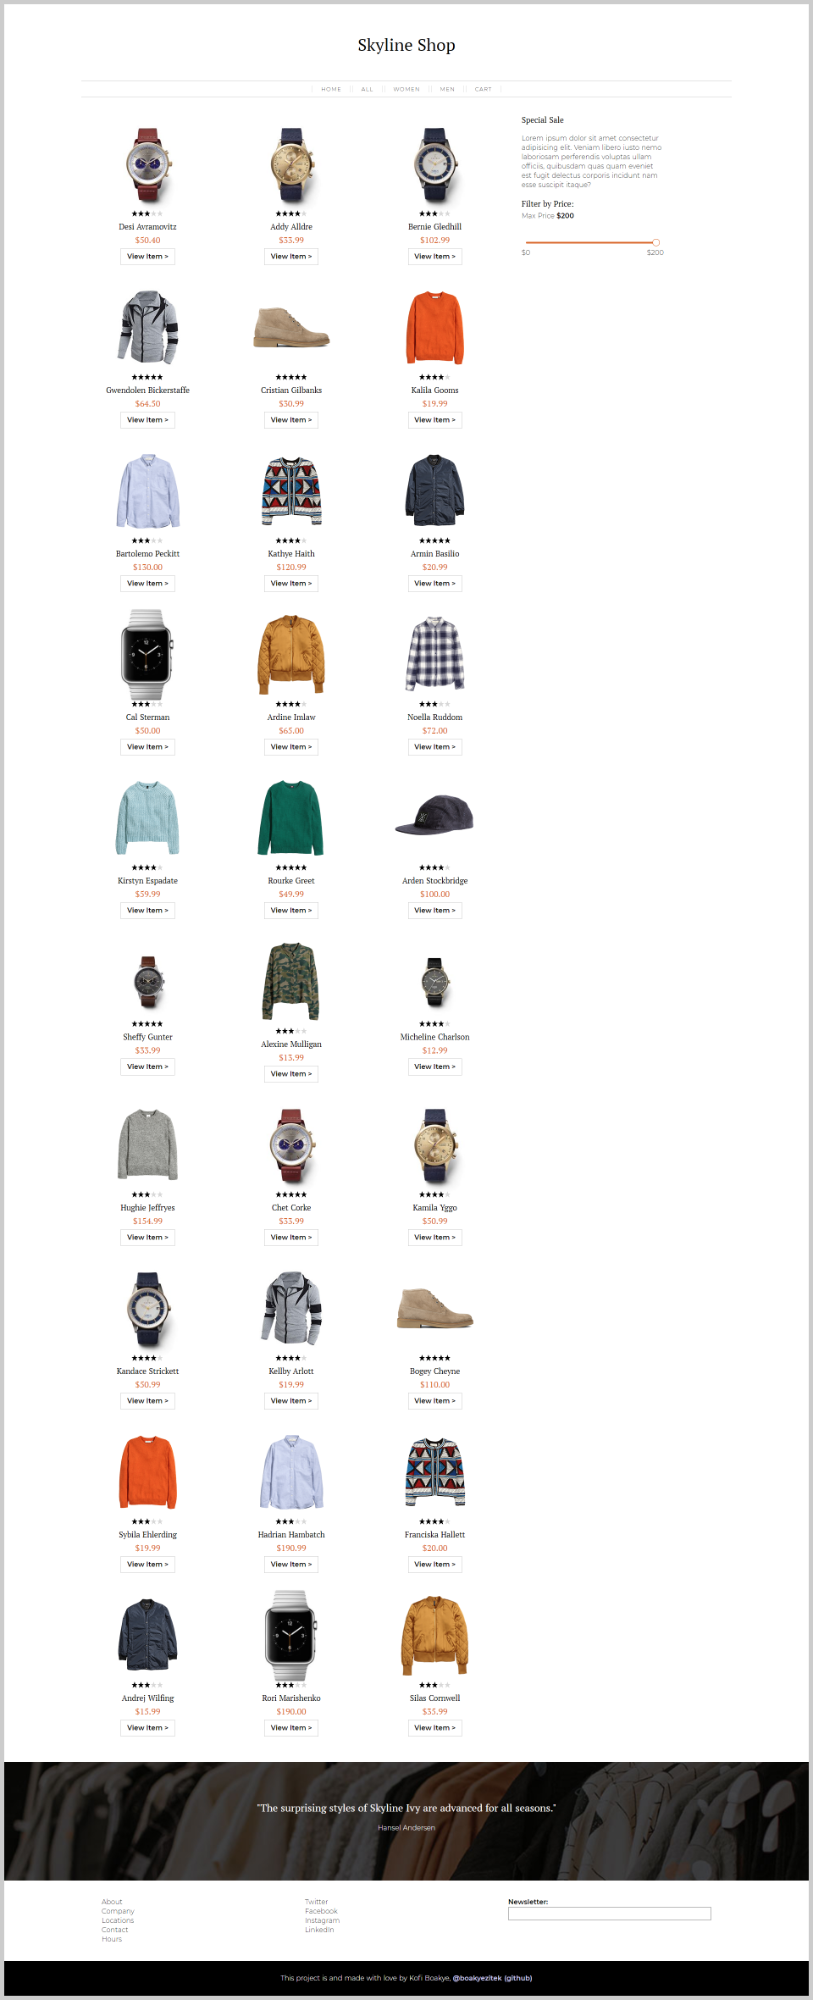 Skyline Shop
HOME ALL WOMEN MEN CART
Desi Avramovitz
$50.40
View Item >
Addy Alldre
$33.99
View Item >
Bernie Gledhill
$102.99
View Item >
Special Sale
Lorem ipsum dolor sit amet consectetur
adipisicing elit. Veniam libero iusto nemo
laboriosam perferendis voluptas ullam
officiis, quibusdam quas quam eveniet
est fugit delectus corporis incidunt nam
esse suscipit itaque?
Filter by Price:
Max Price $200
$0 $200
Gwendolen Bickerstaffe
$64.50
View Item >
Cristian Gilbanks
$30.99
View Item >
Kalila Gooms
$19.99
View Item >
Bartolemo Peckitt
$130.00
View Item >
Kathye Haith
$120.99
View Item >
Armin Basilio
$20.99
View Item >
Cal Sterman
$50.00
View Item >
Ardine Imlaw
$65.00
View Item >
Noella Ruddom
$72.00
View Item >
Kirstyn Espadate
$59.99
View Item >
Rourke Greet
$49.99
View Item >
Arden Stockbridge
$100.00
View Item >
Sheffy Gunter
$33.99
View Item >
Alexine Mulligan
$13.99
View Item >
Micheline Charlson
$12.99
View Item >
Hughie Jeffryes
$154.99
View Item >
Chet Corke
$33.99
View Item >
Kamila Yggo
$50.99
View Item >
Kandace Strickett
$50.99
View Item >
Kellby Arlott
$19.99
View Item >
Bogey Cheyne
$110.00
View Item >
Sybila Ehlerding
$19.99
View Item >
Hadrian Hambatch
$190.99
View Item >
Franciska Hallett
$20.00
View Item >
Andrej Wilfing
$15.99
View Item >
Rori Marishenko
$190.00
View Item >
Silas Cornwell
$35.99
View Item >
"The surprising styles of Skyline Ivy are advanced for all seasons."
Hansel Andersen
About
Company
Locations
Contact
Hours
Twitter
Facebook
Instagram
LinkedIn
Newsletter:
This project is and made with love by Kofi Boakye, @boakyezitek (github)